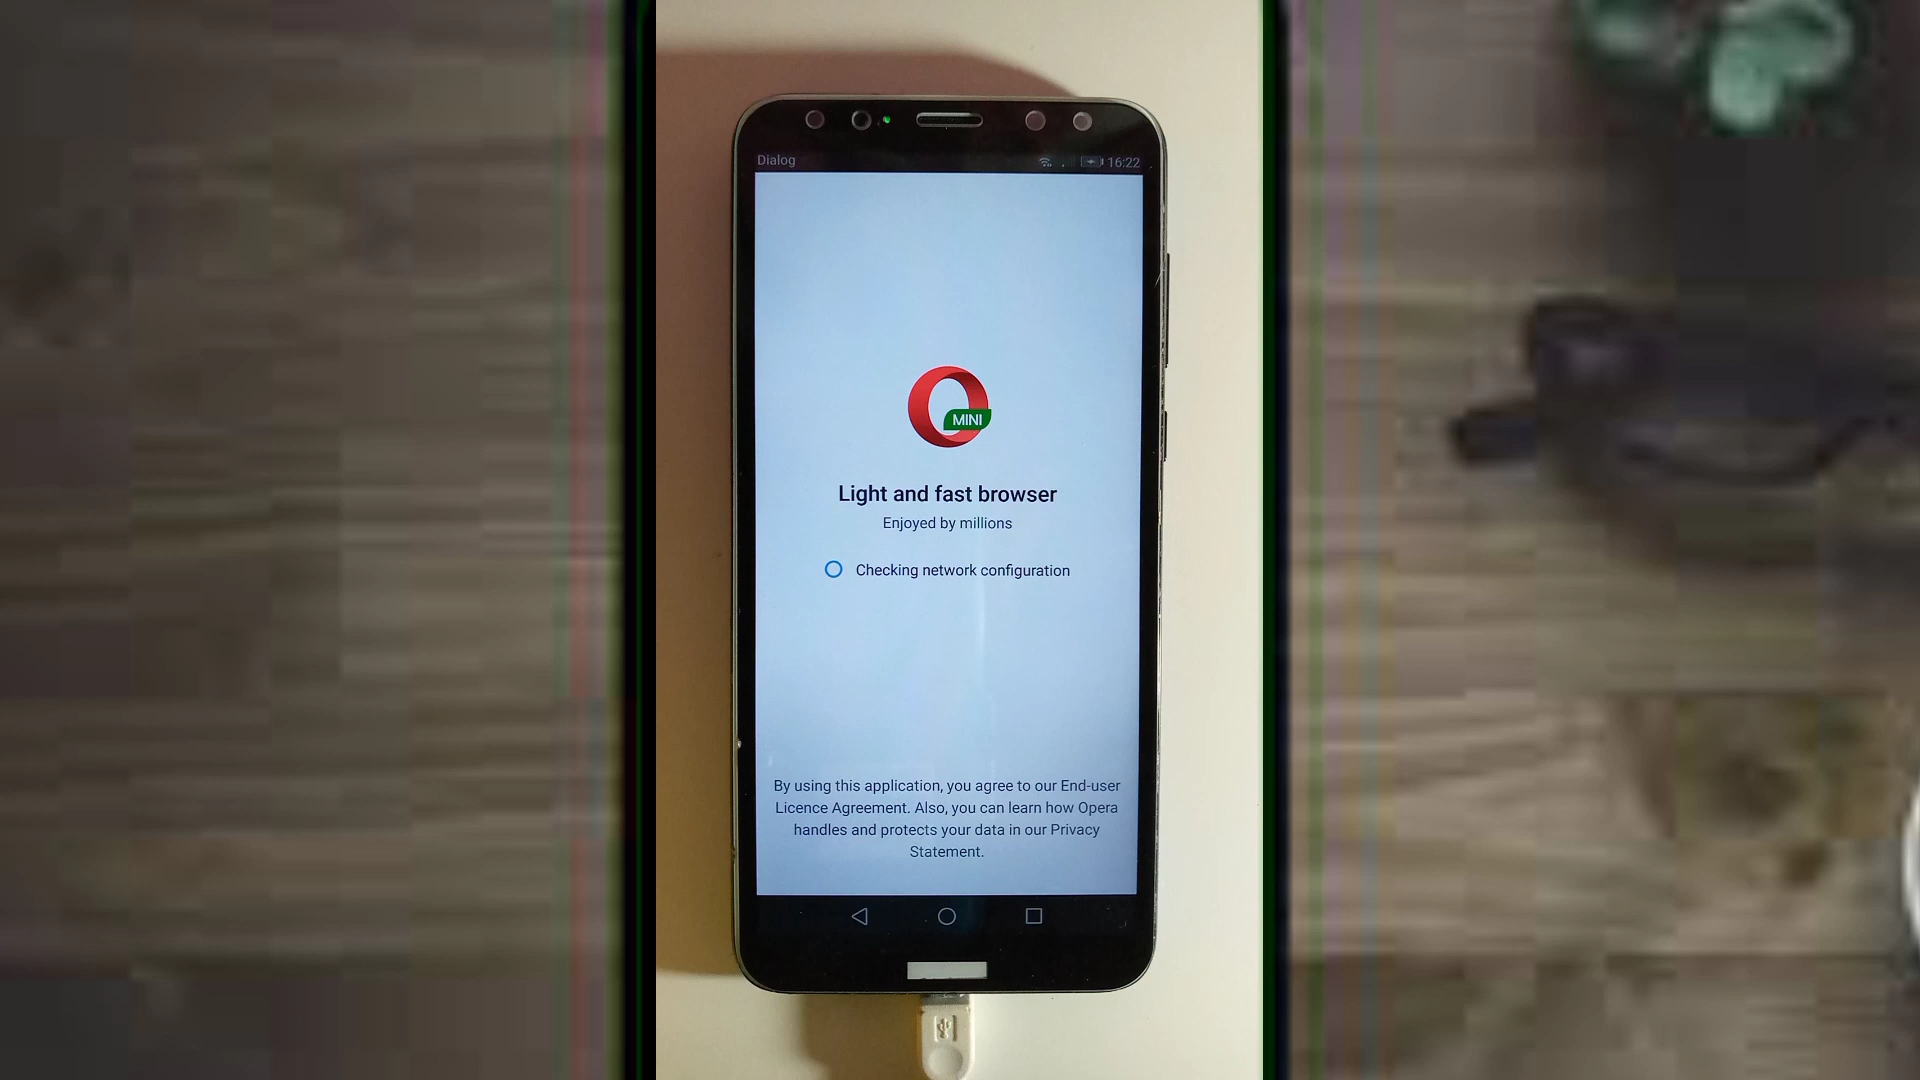 Dialog
16:22
MINI
Light and fast browser
Enjoyed by millions
Checking network configuration
By using this application, you agree to our End-user
Licence Agreement. Also, you can learn how Opera
handles and protects your data in our Privacy
Statement.